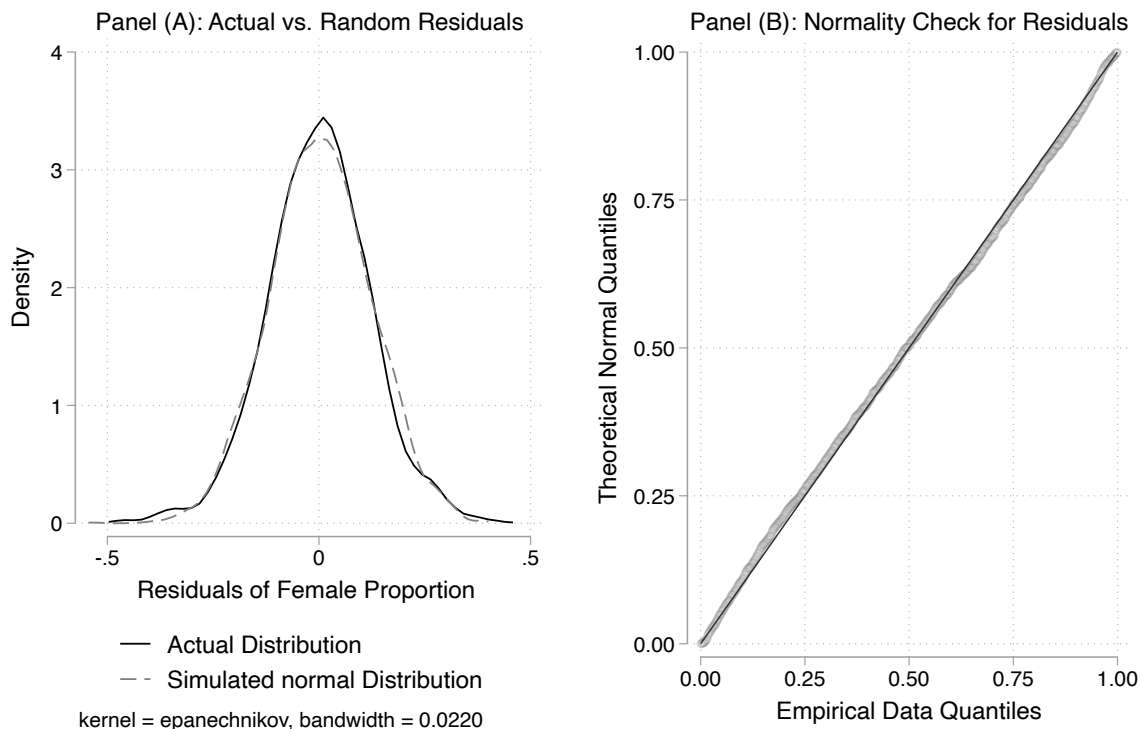 Panel (A): Actual vs. Random Residuals
4
3
2
1
0
Density
-.5
0
.5
Residuals of Female Proportion
Actual Distribution
Simulated normal Distribution
kernel = epanechnikov, bandwidth = 0.0220
Panel (B): Normality Check for Residuals
1.00
0.75
0.50
0.25
0.00
Theoretical Normal Quantiles
0.00
0.25
0.50
0.75
1.00
Empirical Data Quantiles